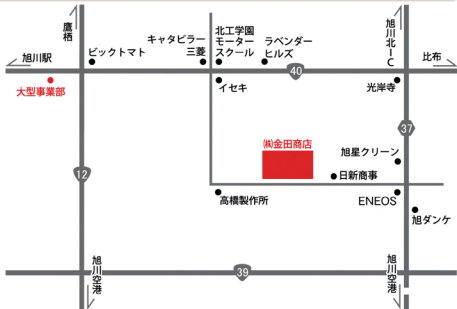 鷹栖
旭川北IC
キャタピラー
三菱
北工学園
モーター
スクール
ラベンダー
ヒルズ
旭川駅
ビックトマト
比布
40
大型事業部
イセキ
光岸寺
37
㈱金田商店
旭星クリーン
12
日新商事
高橋製作所
ENEOS
旭ダンケ
旭川空港
39
旭川空港